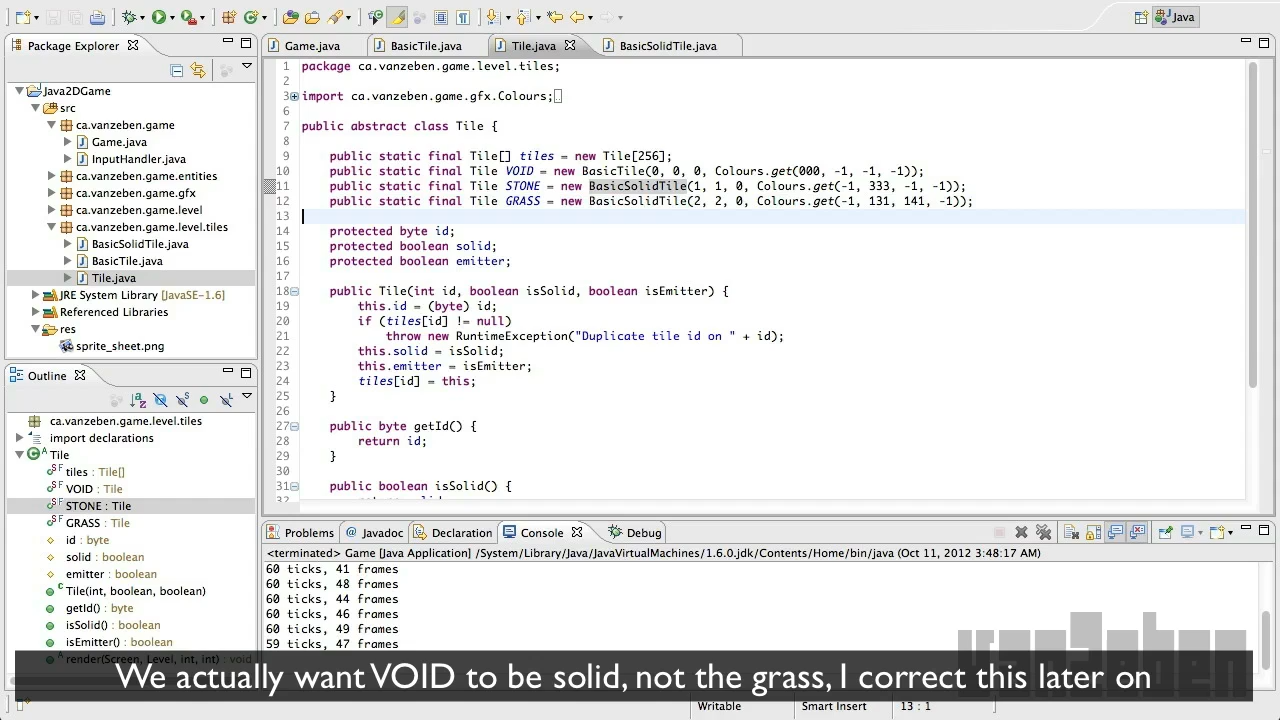 Java
Package Explorer
Java2DGame
src
ca.vanzeben.game
Game.java
InputHandler.java
ca.vanzeben.game.entities
ca.vanzeben.game.gfx
ca.vanzeben.game.level
ca.vanzeben.game.level.tiles
BasicSolidTile.java
BasicTile.java
Tile.java
JRE System Library [JavaSE-1.6]
Referenced Libraries
res
sprite_sheet.png
Outline
ca.vanzeben.game.level.tiles
import declarations
Tile
tiles : Tile[]
VOID : Tile
STONE : Tile
GRASS : Tile
id : byte
solid : boolean
emitter : boolean
Tile(int, boolean, boolean)
getId() : byte
isSolid() : boolean
isEmitter() : boolean
render(Screen, Level, int, int) : void
Game.java BasicTile.java Tile.java BasicSolidTile.java
1 package ca.vanzeben.game.level.tiles;
2
3 import ca.vanzeben.game.gfx.Colours;
6
7 public abstract class Tile {
8
9 public static final Tile[] tiles = new Tile[256];
10 public static final Tile VOID = new BasicTile(0, 0, 0, Colours.get(000, -1, -1, -1));
11 public static final Tile STONE = new BasicSolidTile(1, 1, 0, Colours.get(-1, 333, -1, -1));
12 public static final Tile GRASS = new BasicSolidTile(2, 2, 0, Colours.get(-1, 131, 141, -1));
13
14 protected byte id;
15 protected boolean solid;
16 protected boolean emitter;
17
18 public Tile(int id, boolean isSolid, boolean isEmitter) {
19 this.id = (byte) id;
20 if (tiles[id] != null)
21 throw new RuntimeException("Duplicate tile id on " + id);
22 this.solid = isSolid;
23 this.emitter = isEmitter;
24 tiles[id] = this;
25 }
26
27 public byte getId() {
28 return id;
29 }
30
31 public boolean isSolid() {
Problems @ Javadoc Declaration Console Debug
<terminated> Game [Java Application] /System/Library/Java/JavaVirtualMachines/1.6.0.jdk/Contents/Home/bin/java (Oct 11, 2012 3:48:17 AM)
60 ticks, 41 frames
60 ticks, 48 frames
60 ticks, 44 frames
60 ticks, 46 frames
60 ticks, 49 frames
59 ticks, 47 frames
vanzeben
We actually want VOID to be solid, not the grass, I correct this later on
Writable Smart Insert 13 : 1